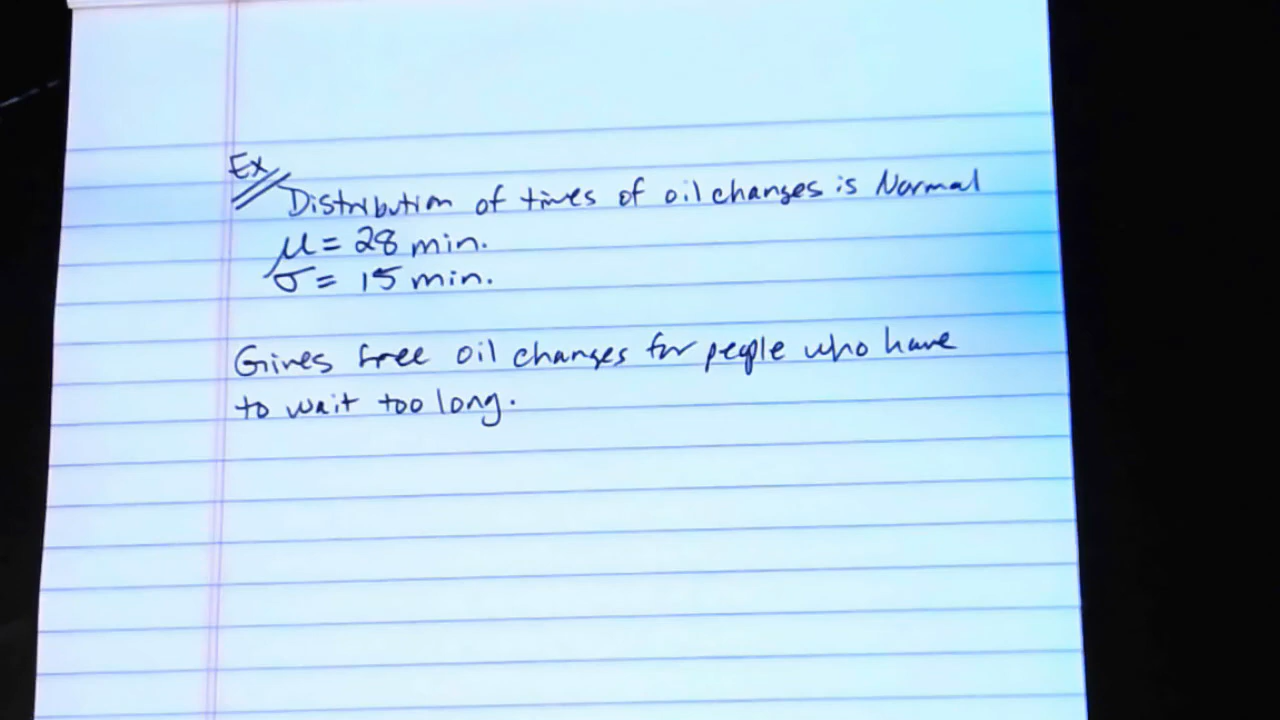 Ex
Distribution of times of oil changes is Normal
μ = 28 min.
σ = 15 min.
Gives free oil changes for people who have
to wait too long.